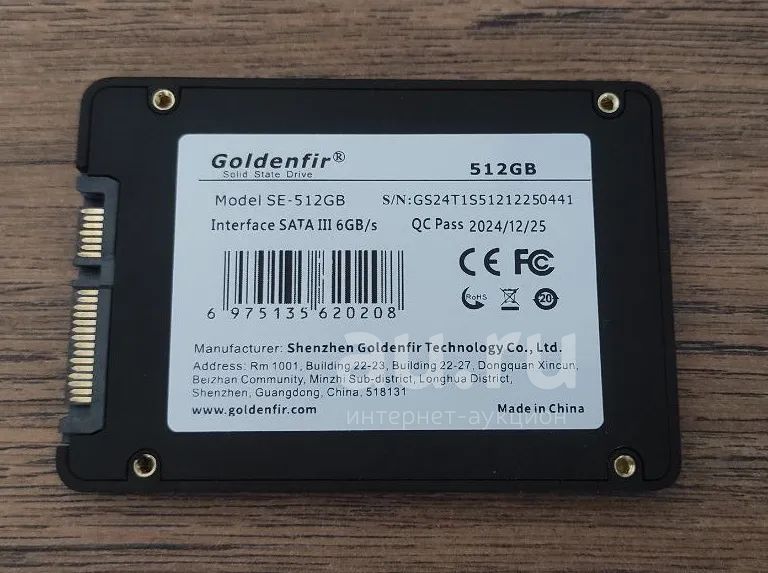 Goldenfir®
Solid State Drive
512GB
Model SE-512GB
S/N:GS24T1S51212250441
Interface SATA III 6GB/s
QC Pass 2024/12/25
CE FC
RoHS
20
6 975135 620208
Manufacturer: Shenzhen Goldenfir Technology Co., Ltd.
Address: Rm 1001, Building 22-23, Building 22-27, Dongquan Xincun,
Beizhan Community, Minzhi Sub-district, Longhua District,
Shenzhen, Guangdong, China, 518131
www.goldenfir.com
Made in China
au.ru
интернет-аукцион